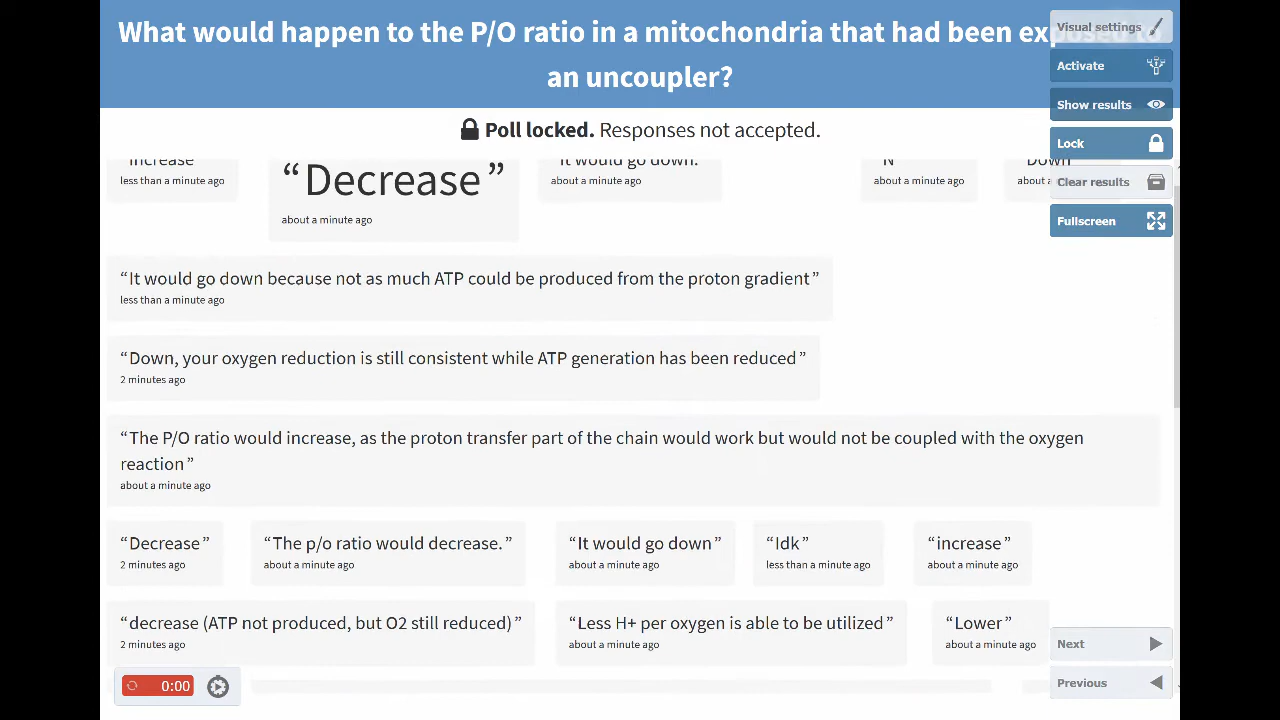 What would happen to the P/O ratio in a mitochondria that had been
an uncoupler?
Visual settings
Activate
Show results
Lock
Clear results
Fullscreen
Poll locked. Responses not accepted.
increase
less than a minute ago
“Decrease”
about a minute ago
It would go down.
about a minute ago
N
about a minute ago
Down
about a
“It would go down because not as much ATP could be produced from the proton gradient”
less than a minute ago
“Down, your oxygen reduction is still consistent while ATP generation has been reduced”
2 minutes ago
“The P/O ratio would increase, as the proton transfer part of the chain would work but would not be coupled with the oxygen
reaction”
about a minute ago
“Decrease”
2 minutes ago
“The p/o ratio would decrease.”
about a minute ago
“It would go down”
about a minute ago
“Idk”
less than a minute ago
“increase”
about a minute ago
“decrease (ATP not produced, but O2 still reduced)”
2 minutes ago
“Less H+ per oxygen is able to be utilized”
about a minute ago
“Lower”
about a minute ago
Next
Previous
0:00